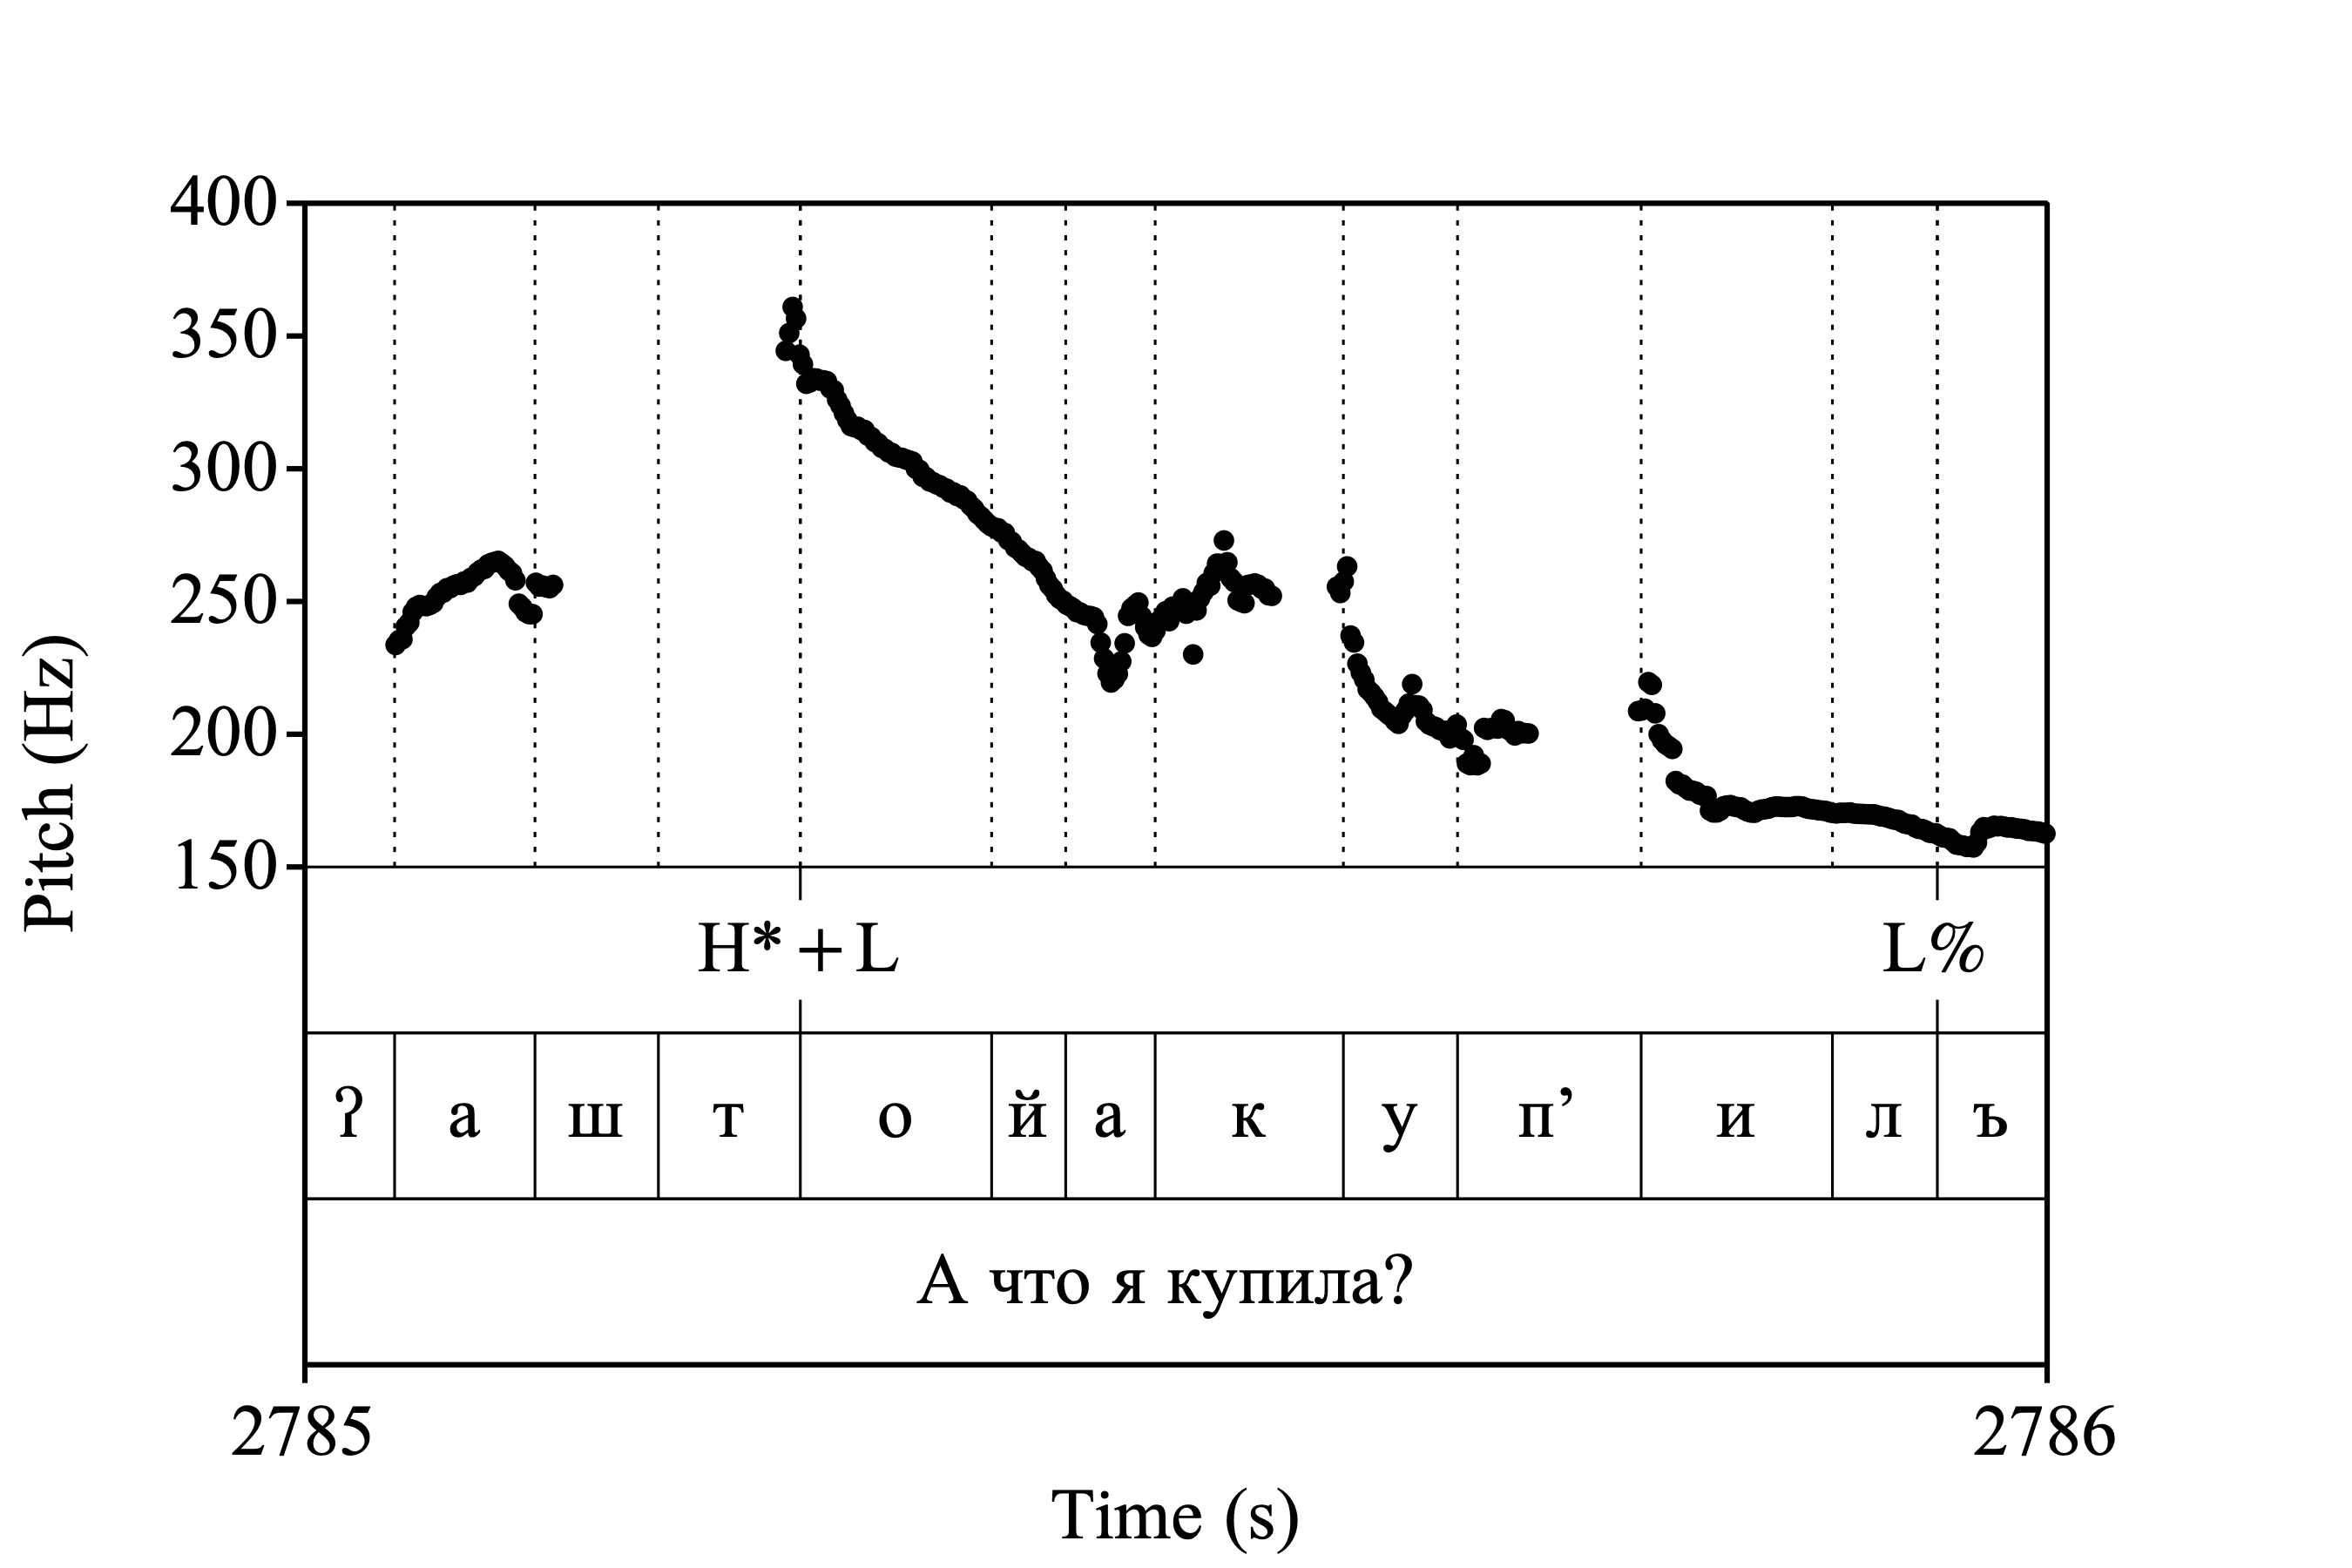 400
350
300
250
200
150
Pitch (Hz)
H*+L L%
ʔ а ш т о й а к у п’ и л ъ
А что я купила?
2785 2786
Time (s)